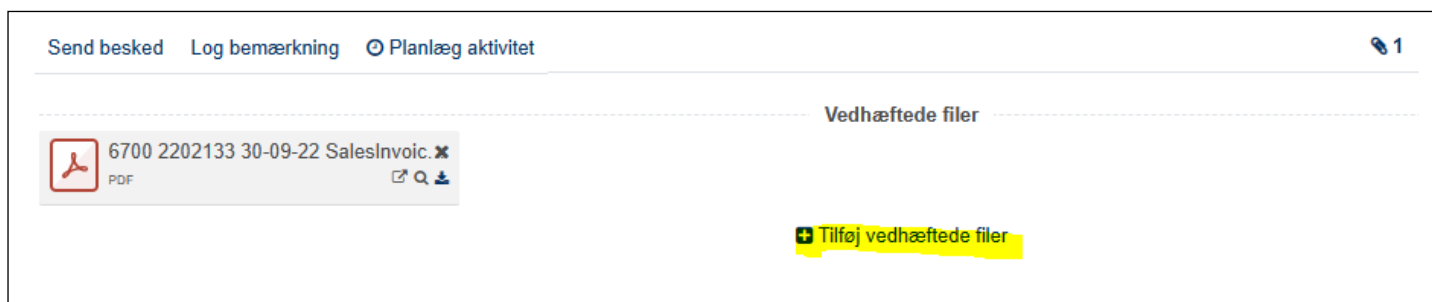 Send besked Log bemærkning Planlæg aktivitet 1
Vedhæftede filer
6700 2202133 30-09-22 SalesInvoic.
PDF
Tilføj vedhæftede filer